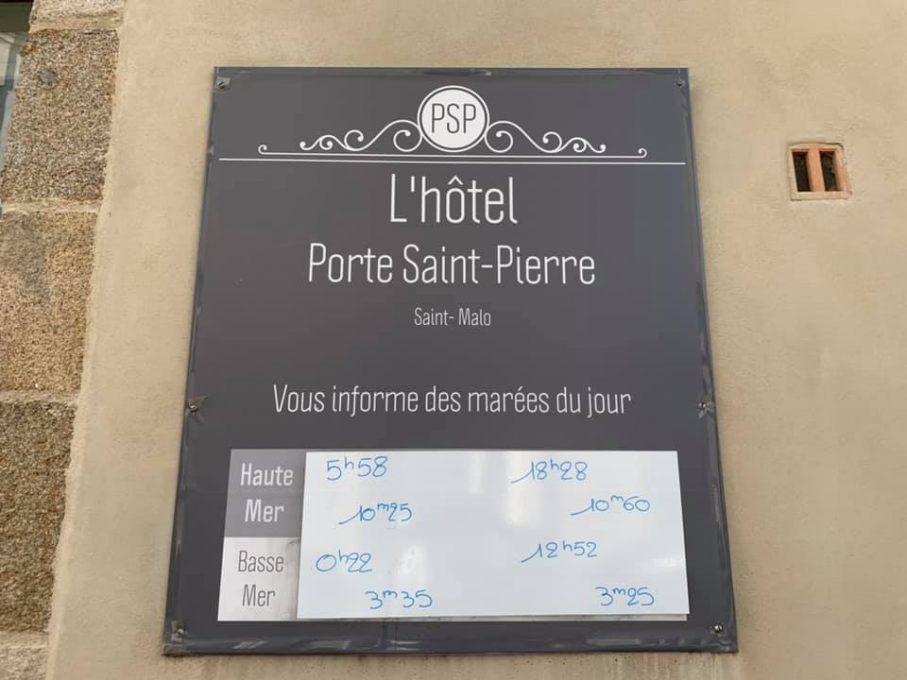 PSP
L'hôtel
Porte Saint-Pierre
Saint- Malo
Vous informe des marées du jour
Haute 5h58 18h28
Mer 10m25 10m60
Basse 0h22 12h52
Mer 3m35 3m25